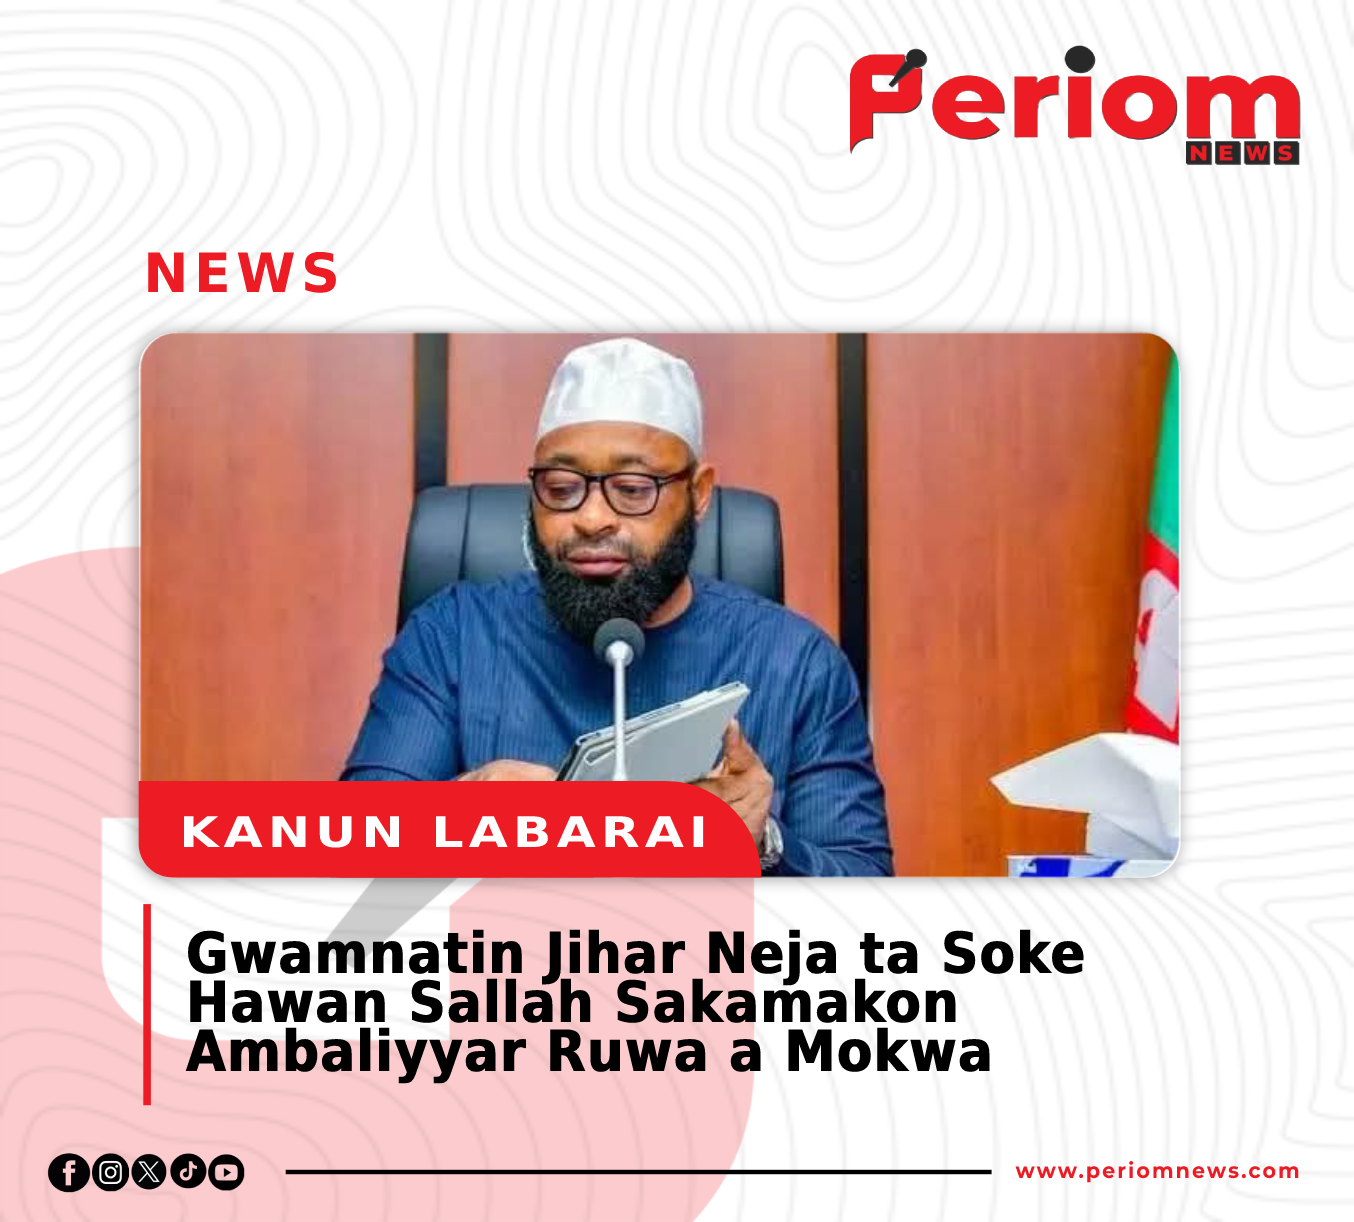 Periom
NEWS
NEWS
KANUN LABARAI
Gwamnatin Jihar Neja ta Soke
Hawan Sallah Sakamakon
Ambaliyyar Ruwa a Mokwa
www.periomnews.com